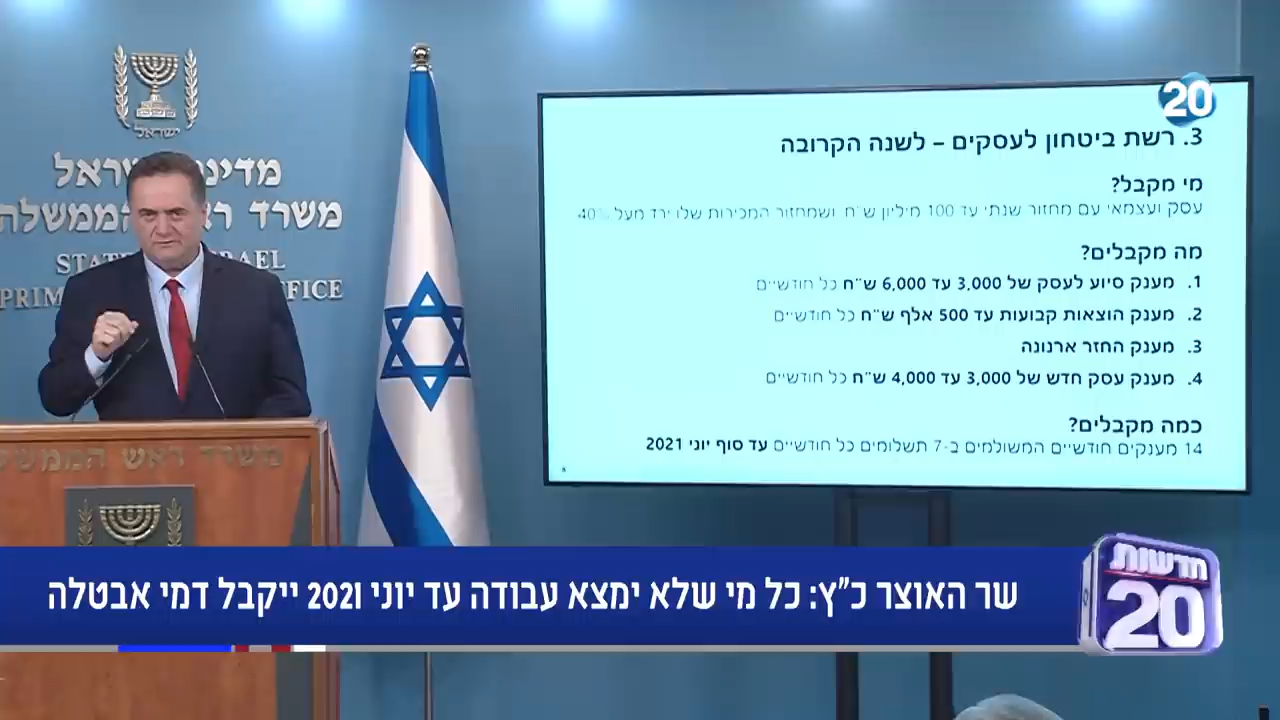 ישראל
מדינת ישראל
משרד ראש הממשלה
STATE OF ISRAEL
PRIME OFFICE
20
3. רשת ביטחון לעסקים – לשנה הקרובה
מי מקבל?
עסק ועצמאי עם מחזור שנתי עד 100 מיליון ש״ח ושמחזור המכירות שלו ירד מעל 40%
מה מקבלים?
1. מענק סיוע לעסק של 3,000 עד 6,000 ש״ח כל חודשיים
2. מענק הוצאות קבועות עד 500 אלף ש״ח כל חודשיים
3. מענק החזר ארנונה
4. מענק עסק חדש של 3,000 עד 4,000 ש״ח כל חודשיים
כמה מקבלים?
14 מענקים חודשיים המשולמים ב-7 תשלומים כל חודשיים עד סוף יוני 2021
משרד ראש הממשלה
שר האוצר כ"ץ: כל מי שלא ימצא עבודה עד יוני 2021 ייקבל דמי אבטלה
חדשות
20